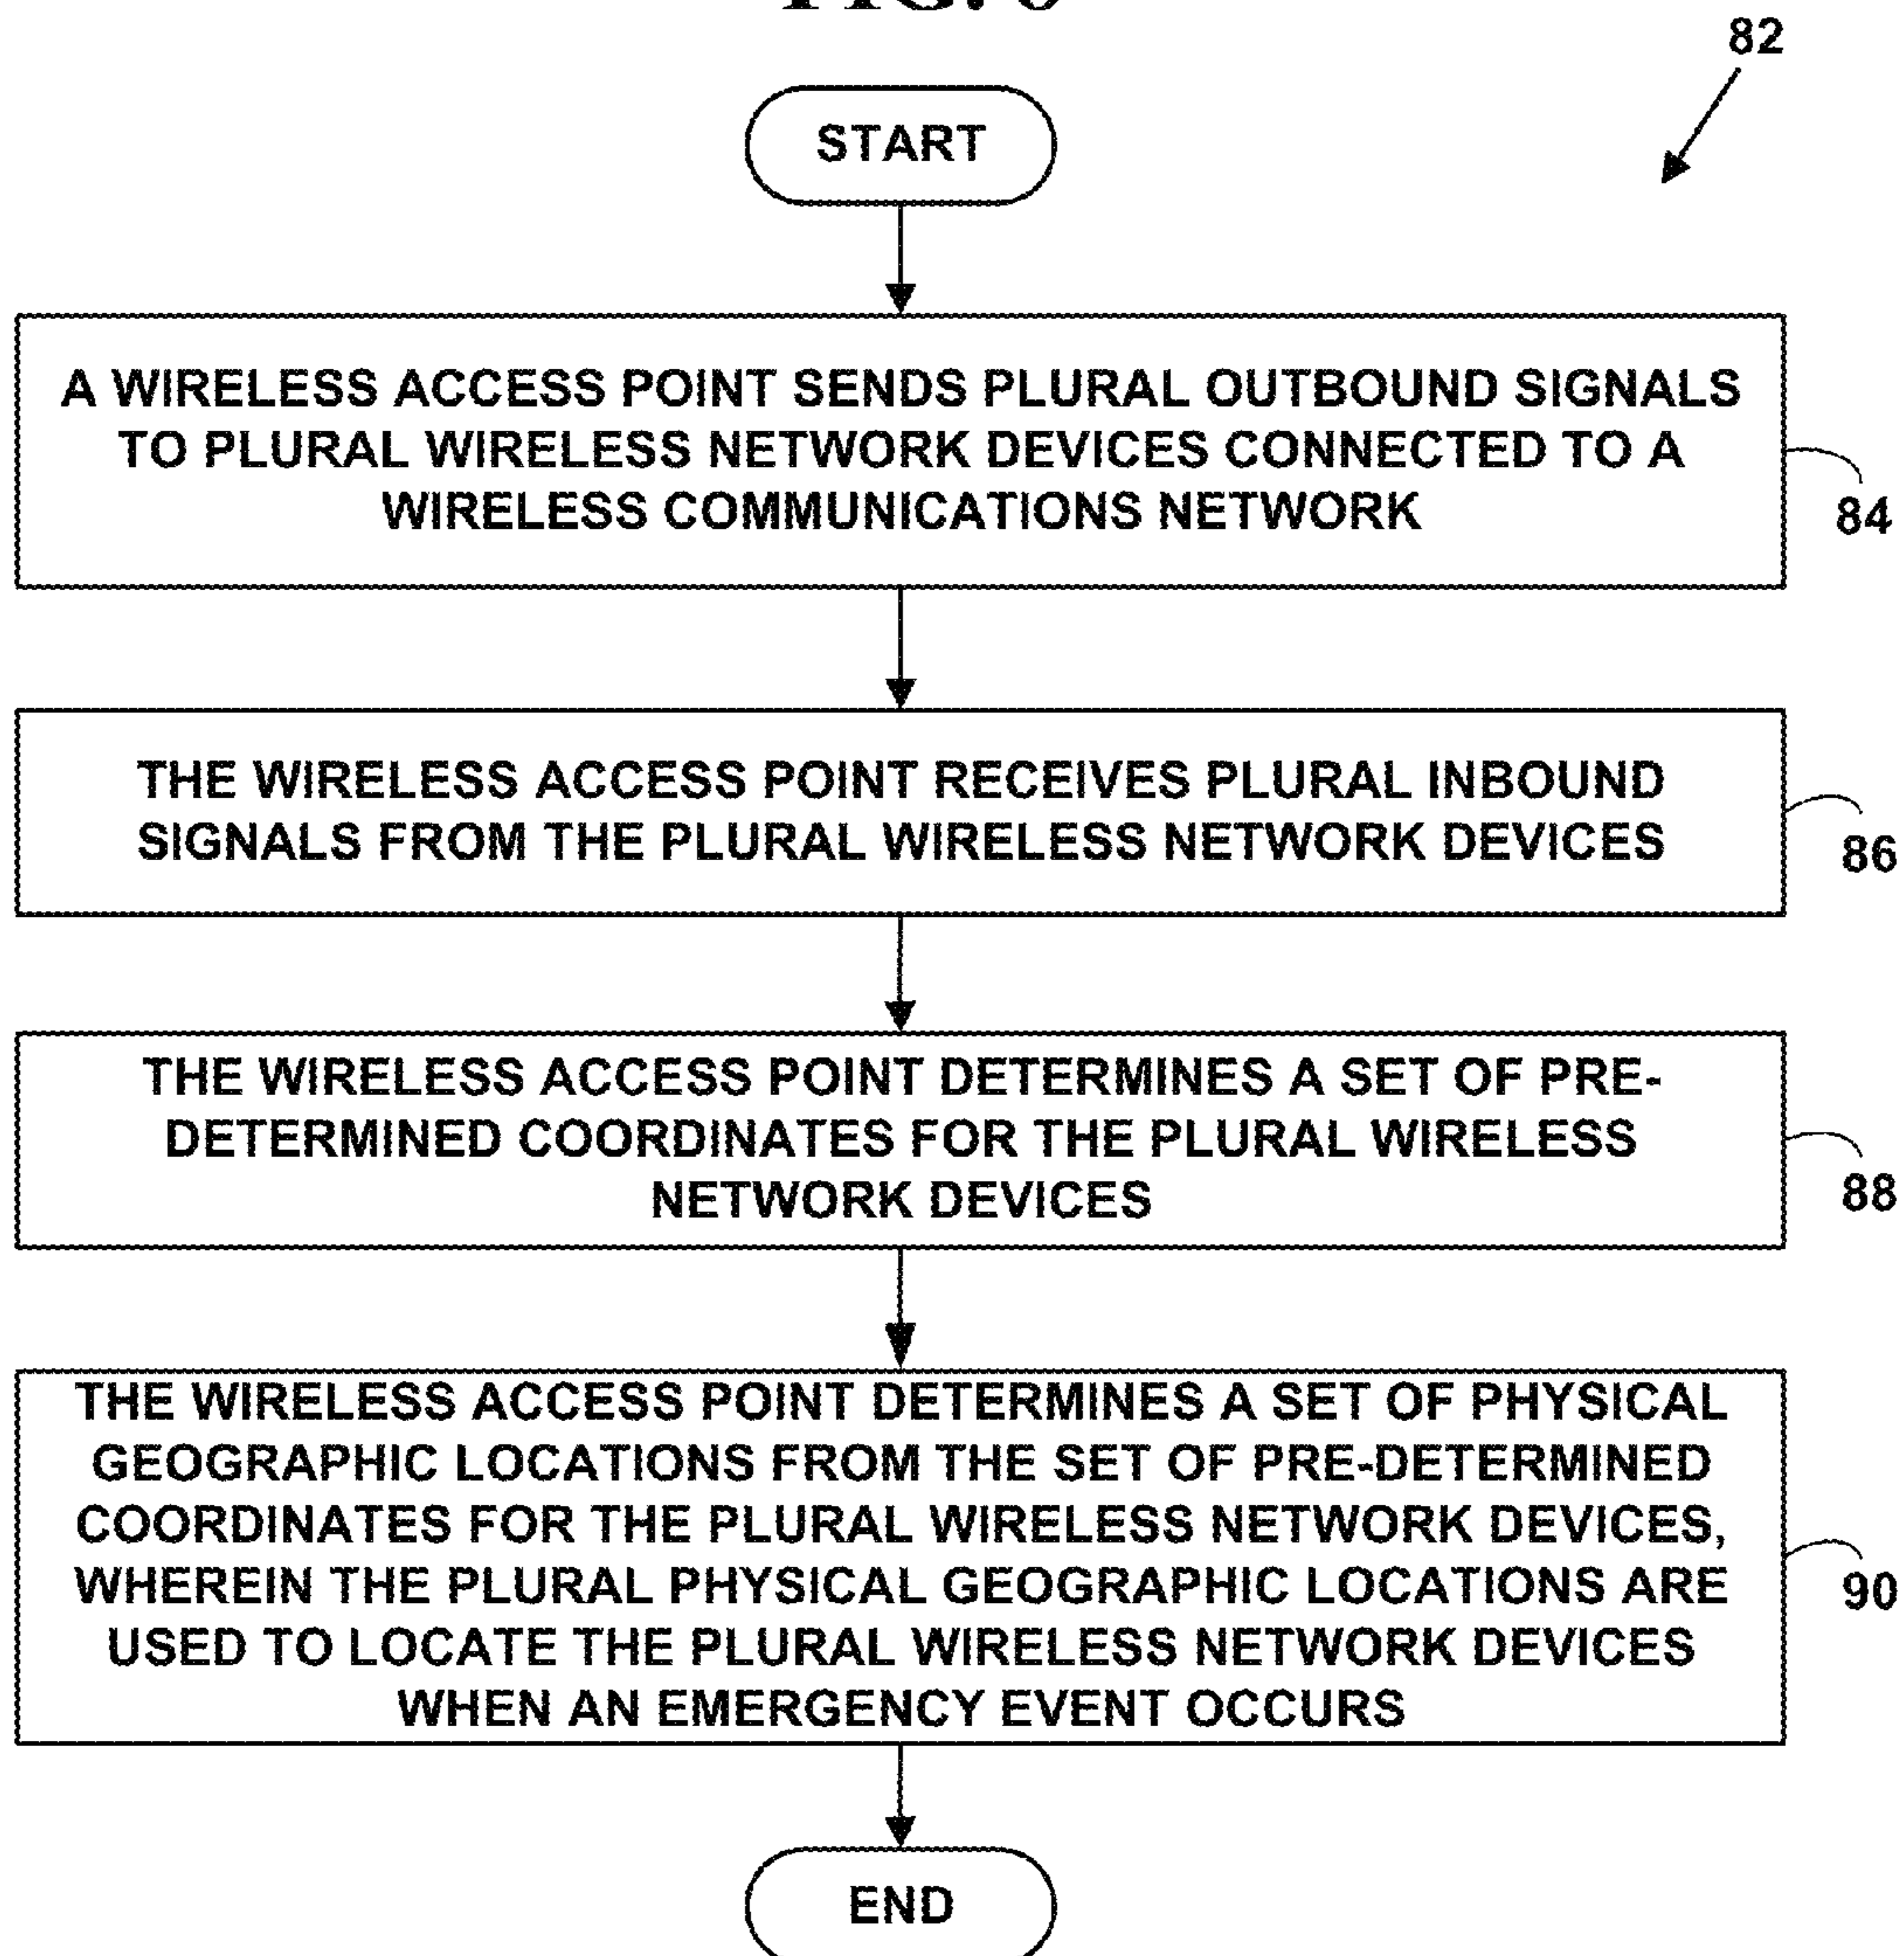 82
START
A WIRELESS ACCESS POINT SENDS PLURAL OUTBOUND SIGNALS
TO PLURAL WIRELESS NETWORK DEVICES CONNECTED TO A
WIRELESS COMMUNICATIONS NETWORK
84
THE WIRELESS ACCESS POINT RECEIVES PLURAL INBOUND
SIGNALS FROM THE PLURAL WIRELESS NETWORK DEVICES
86
THE WIRELESS ACCESS POINT DETERMINES A SET OF PRE-
DETERMINED COORDINATES FOR THE PLURAL WIRELESS
NETWORK DEVICES
88
THE WIRELESS ACCESS POINT DETERMINES A SET OF PHYSICAL
GEOGRAPHIC LOCATIONS FROM THE SET OF PRE-DETERMINED
COORDINATES FOR THE PLURAL WIRELESS NETWORK DEVICES,
WHEREIN THE PLURAL PHYSICAL GEOGRAPHIC LOCATIONS ARE
USED TO LOCATE THE PLURAL WIRELESS NETWORK DEVICES
WHEN AN EMERGENCY EVENT OCCURS
90
END